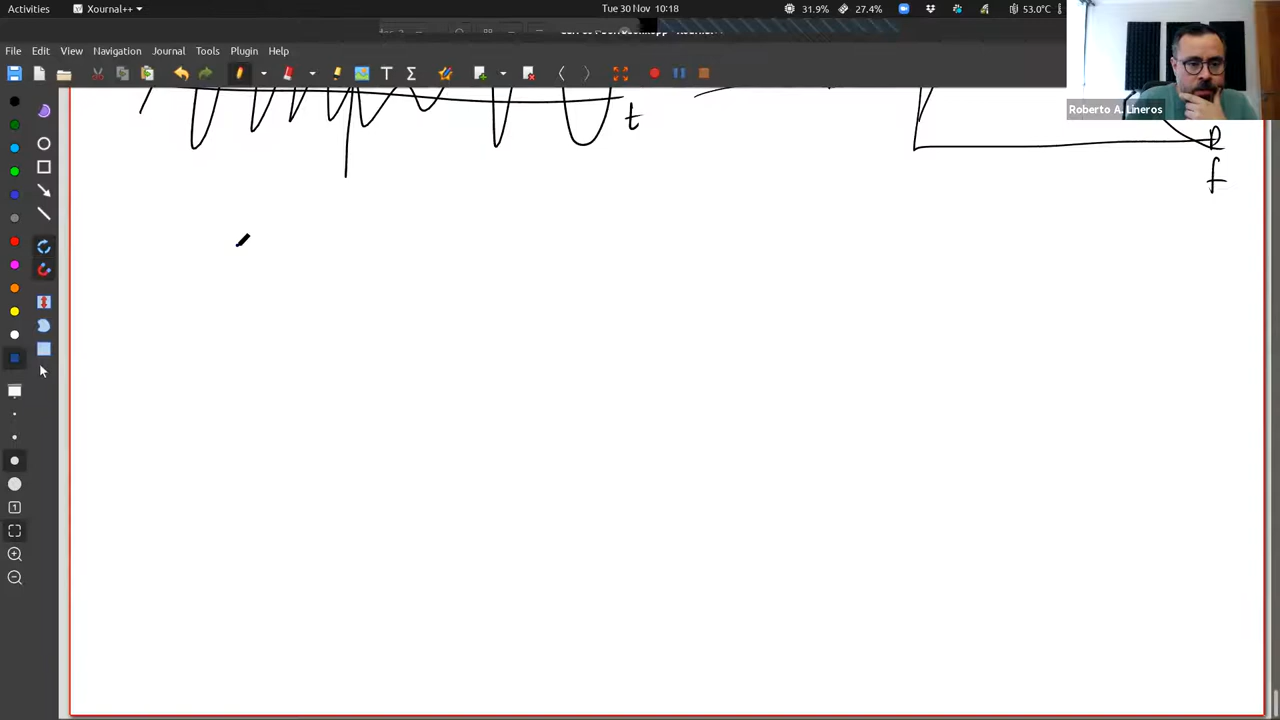 Activities Xournal++ Tue 30 Nov 10:18 31.9% 27.4% 53.0°C
File Edit View Navigation Journal Tools Plugin Help
T Σ
Roberto A. Lineros
t
f
1